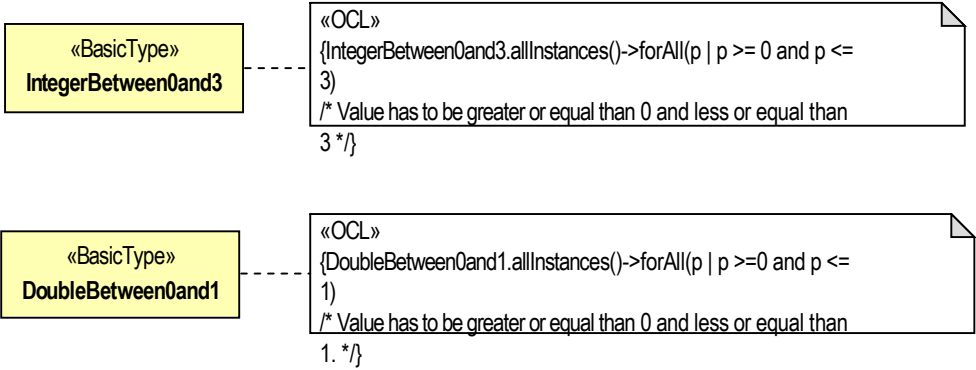 «BasicType»
IntegerBetween0and3
«OCL»
{IntegerBetween0and3.allInstances()->forAll(p | p >= 0 and p <=
3)
/* Value has to be greater or equal than 0 and less or equal than
3 */}
«BasicType»
DoubleBetween0and1
«OCL»
{DoubleBetween0and1.allInstances()->forAll(p | p >=0 and p <=
1)
/* Value has to be greater or equal than 0 and less or equal than
1. */}